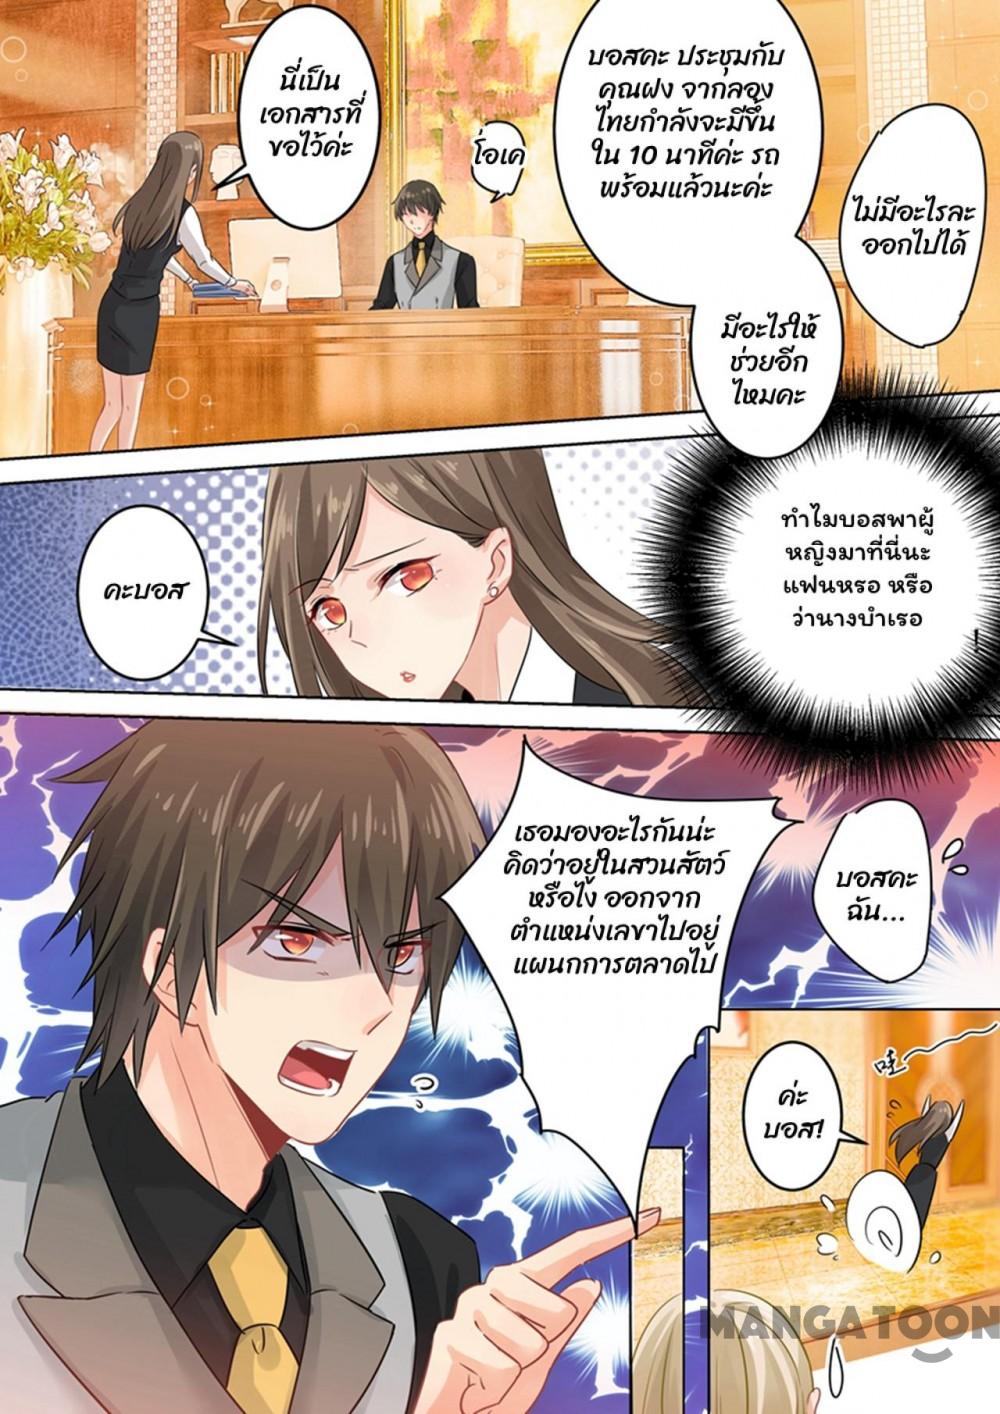 นี่เป็น
เอกสารที่
ขอไว้ค่ะ
โอเค
บอสคะ ประชุมกับ
คุณฝง จากลอง
ไทยกำลังจะมีขึ้น
ใน 10 นาทีค่ะ รถ
พร้อมแล้วนะค่ะ
มีอะไรให้
ช่วยอีก
ไหมคะ
ไม่มีอะไรละ
ออกไปได้
คะบอส
ทำไมบอสพาผู้
หญิงมาที่นี่นะ
แฟนหรอ หรือ
ว่านางบำเรอ
!
เธอมองอะไรกันน่ะ
คิดว่าอยู่ในสวนสัตว์
หรือไง ออกจาก
ตำแหน่งเลขาไปอยู่
แผนกการตลาดไป
บอสคะ
ฉัน...
ค่ะ
บอส!
哇~
MANGATOON